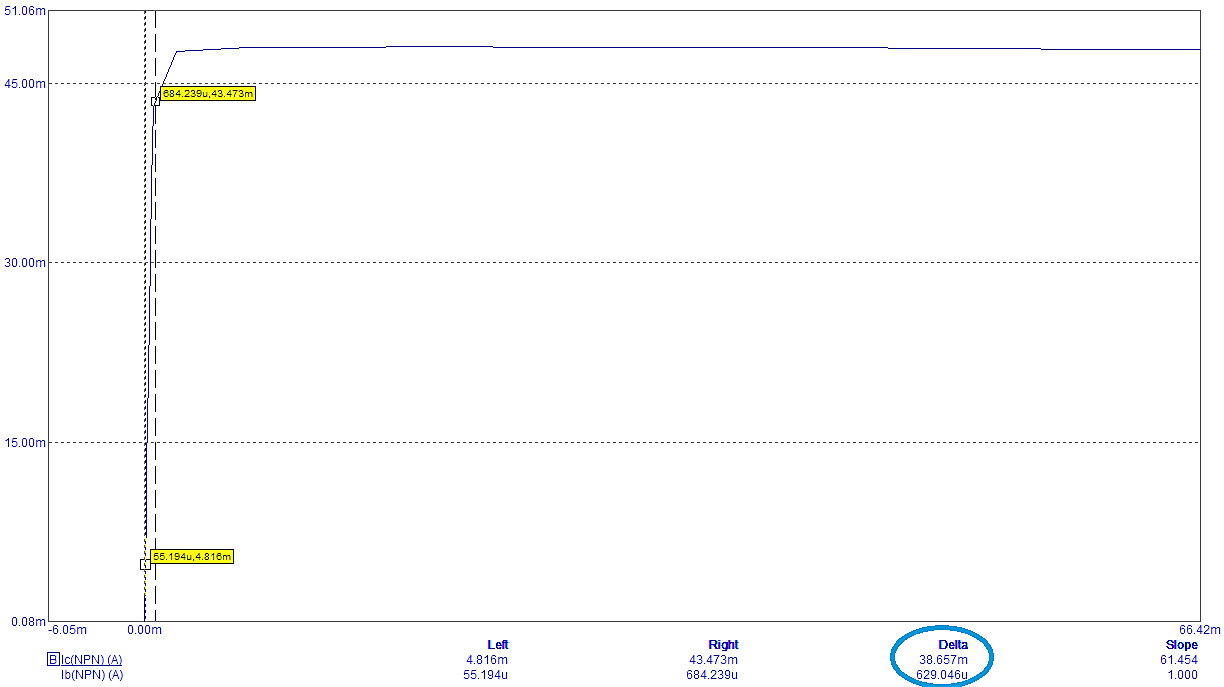 51.06m
45.00m
684.239u,43.473m
30.00m
15.00m
55.194u,4.816m
0.08m
-6.05m 0.00m 66.42m
Left Right Delta Slope
B Ic(NPN) (A) 4.816m 43.473m 38.657m 61.454
Ib(NPN) (A) 55.194u 684.239u 629.046u 1.000